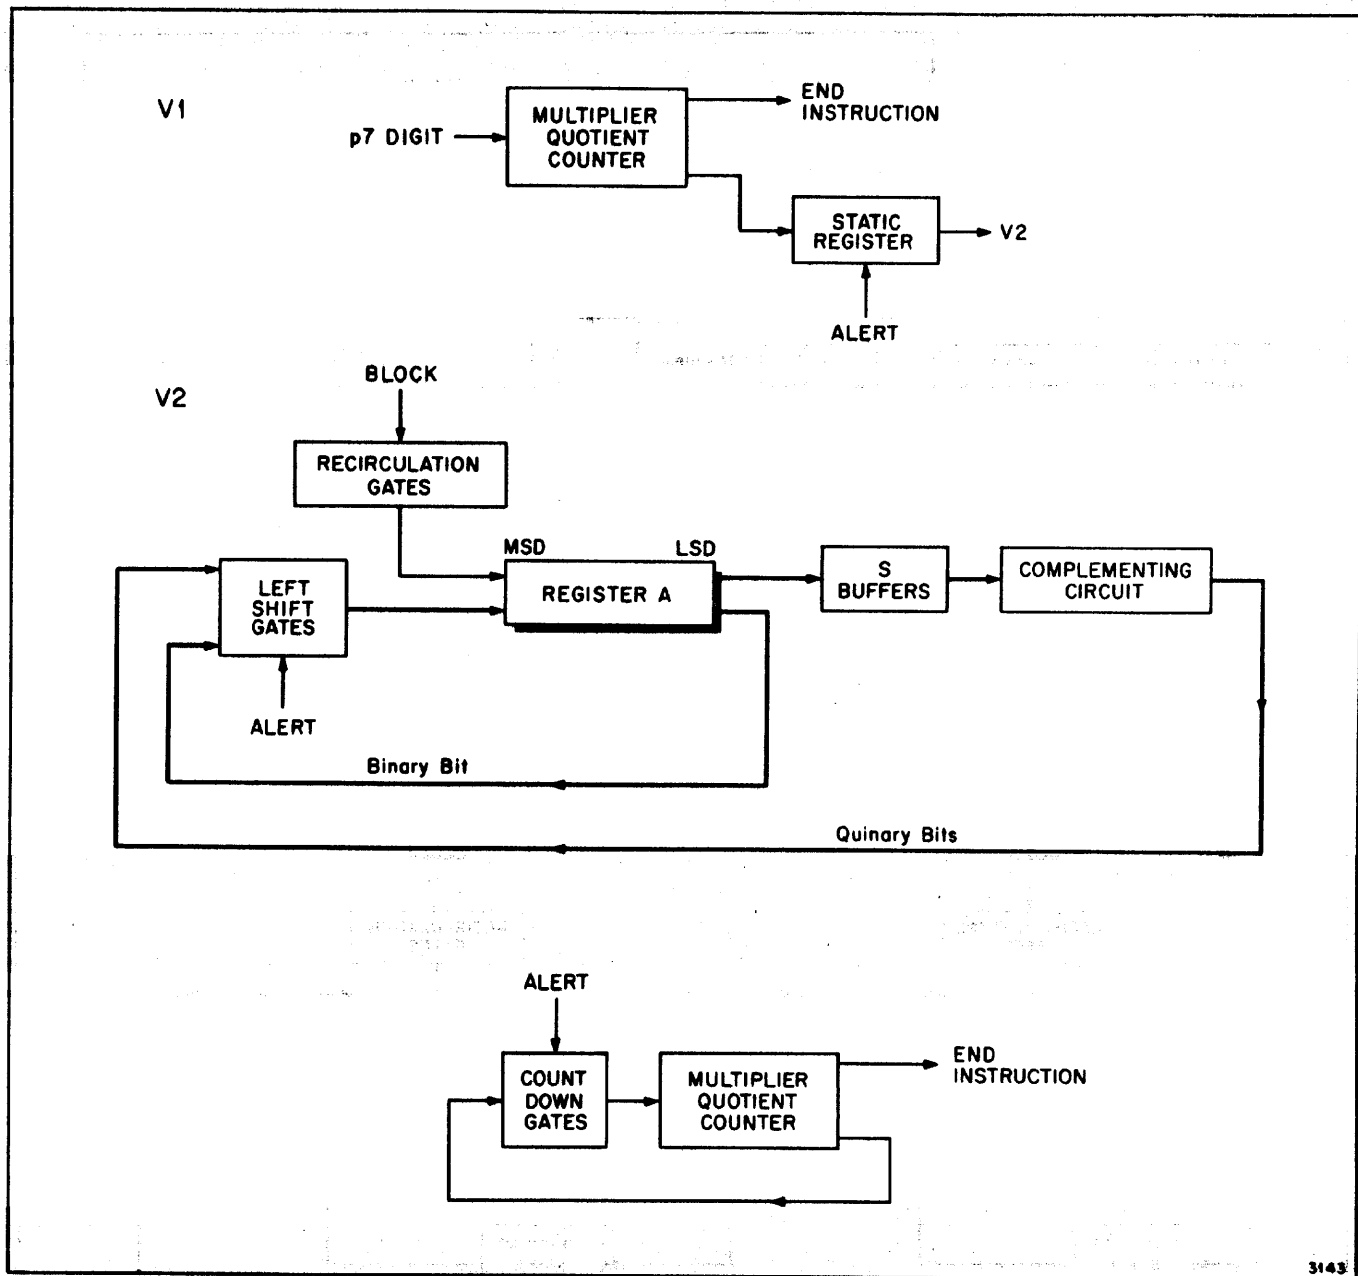 V1
p7 DIGIT
MULTIPLIER
QUOTIENT
COUNTER
END
INSTRUCTION
STATIC
REGISTER
V2
ALERT
V2
BLOCK
RECIRCULATION
GATES
MSD
LSD
LEFT
SHIFT
GATES
REGISTER A
S
BUFFERS
COMPLEMENTING
CIRCUIT
ALERT
Binary Bit
Quinary Bits
ALERT
COUNT
DOWN
GATES
MULTIPLIER
QUOTIENT
COUNTER
END
INSTRUCTION
3143